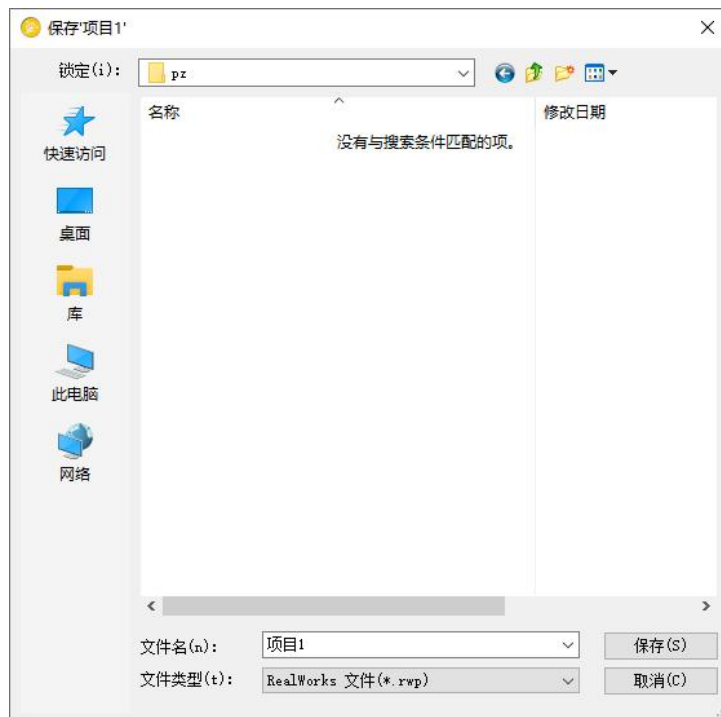 保存'项目1'
锁定(i):
pz
名称
修改日期
没有与搜索条件匹配的项。
快速访问
桌面
库
此电脑
网络
文件名(n):
项目1
保存(S)
文件类型(t):
RealWorks 文件(*.rwp)
取消(C)